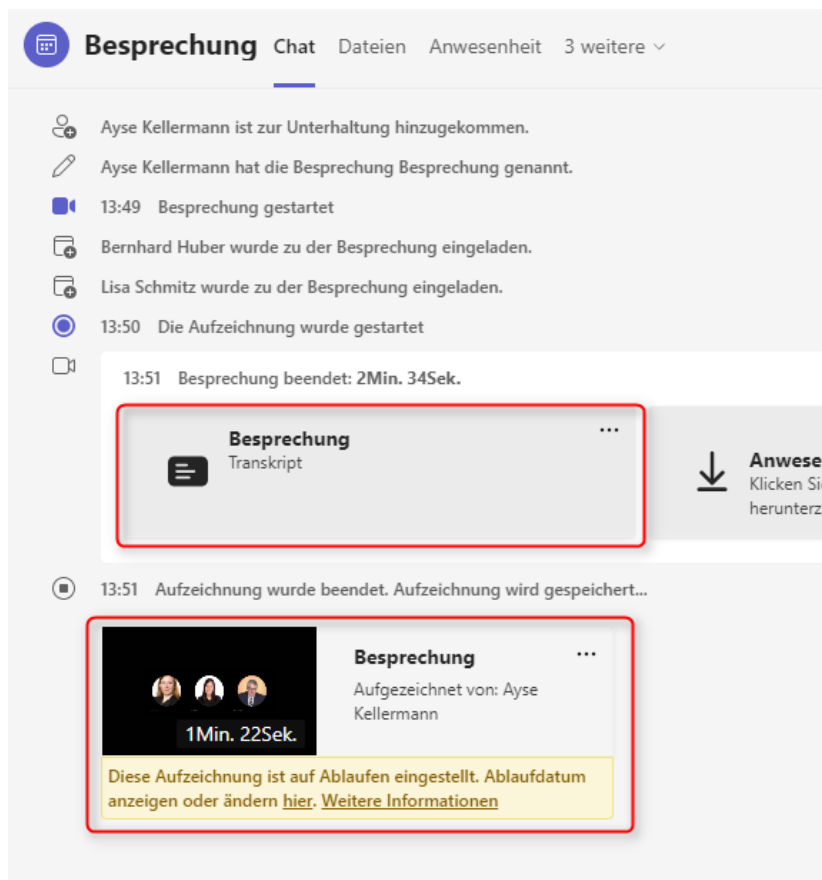 Besprechung Chat Dateien Anwesenheit 3 weitere
Ayse Kellermann ist zur Unterhaltung hinzugekommen.
Ayse Kellermann hat die Besprechung Besprechung genannt.
13:49 Besprechung gestartet
Bernhard Huber wurde zu der Besprechung eingeladen.
Lisa Schmitz wurde zu der Besprechung eingeladen.
13:50 Die Aufzeichnung wurde gestartet
13:51 Besprechung beendet: 2Min. 34Sek.
Besprechung
Transkript
...
Anwese
Klicken Si
herunterz
13:51 Aufzeichnung wurde beendet. Aufzeichnung wird gespeichert...
1Min. 22Sek.
Besprechung
...
Aufgezeichnet von: Ayse
Kellermann
Diese Aufzeichnung ist auf Ablaufen eingestellt. Ablaufdatum
anzeigen oder ändern hier. Weitere Informationen